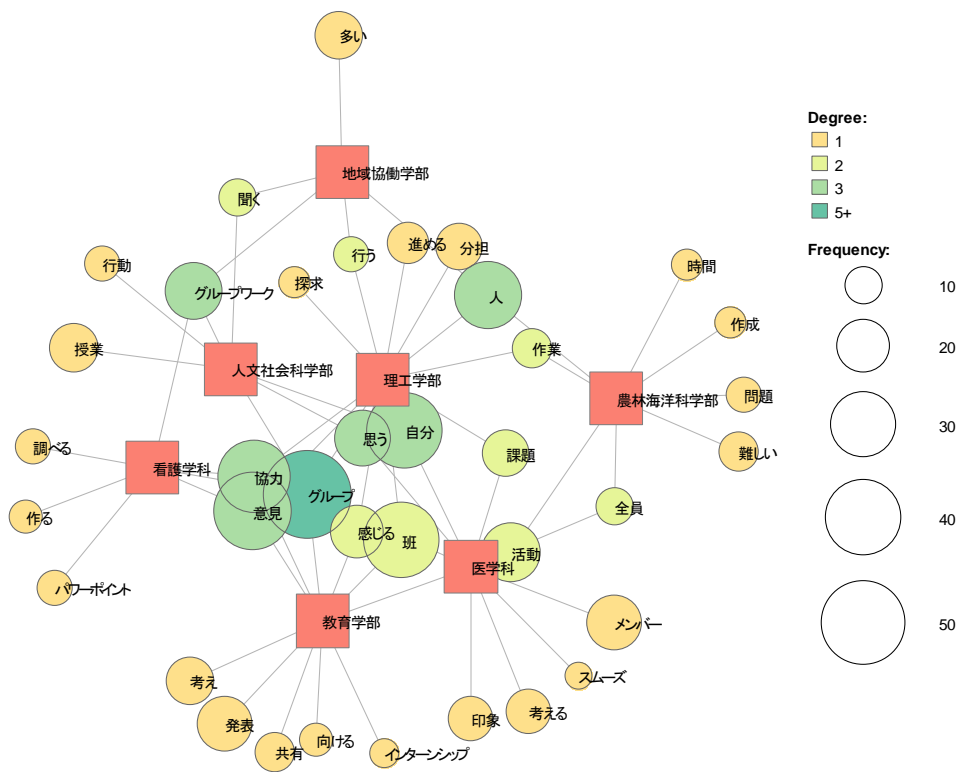 多い
地域協働学部
聞く
行う
進める
分担
行動
グループワーク
探求
人
時間
授業
人文社会科学部
理工学部
作業
作成
農林海洋科学部
問題
調べる
看護学科
思う
自分
課題
難しい
協力
グループ
作る
意見
感じる
班
活動
全員
パワーポイント
医学科
教育学部
メンバー
考え
スムーズ
発表
共有
向ける
インターンシップ
印象
考える
Degree:
1
2
3
5+
Frequency:
10
20
30
40
50